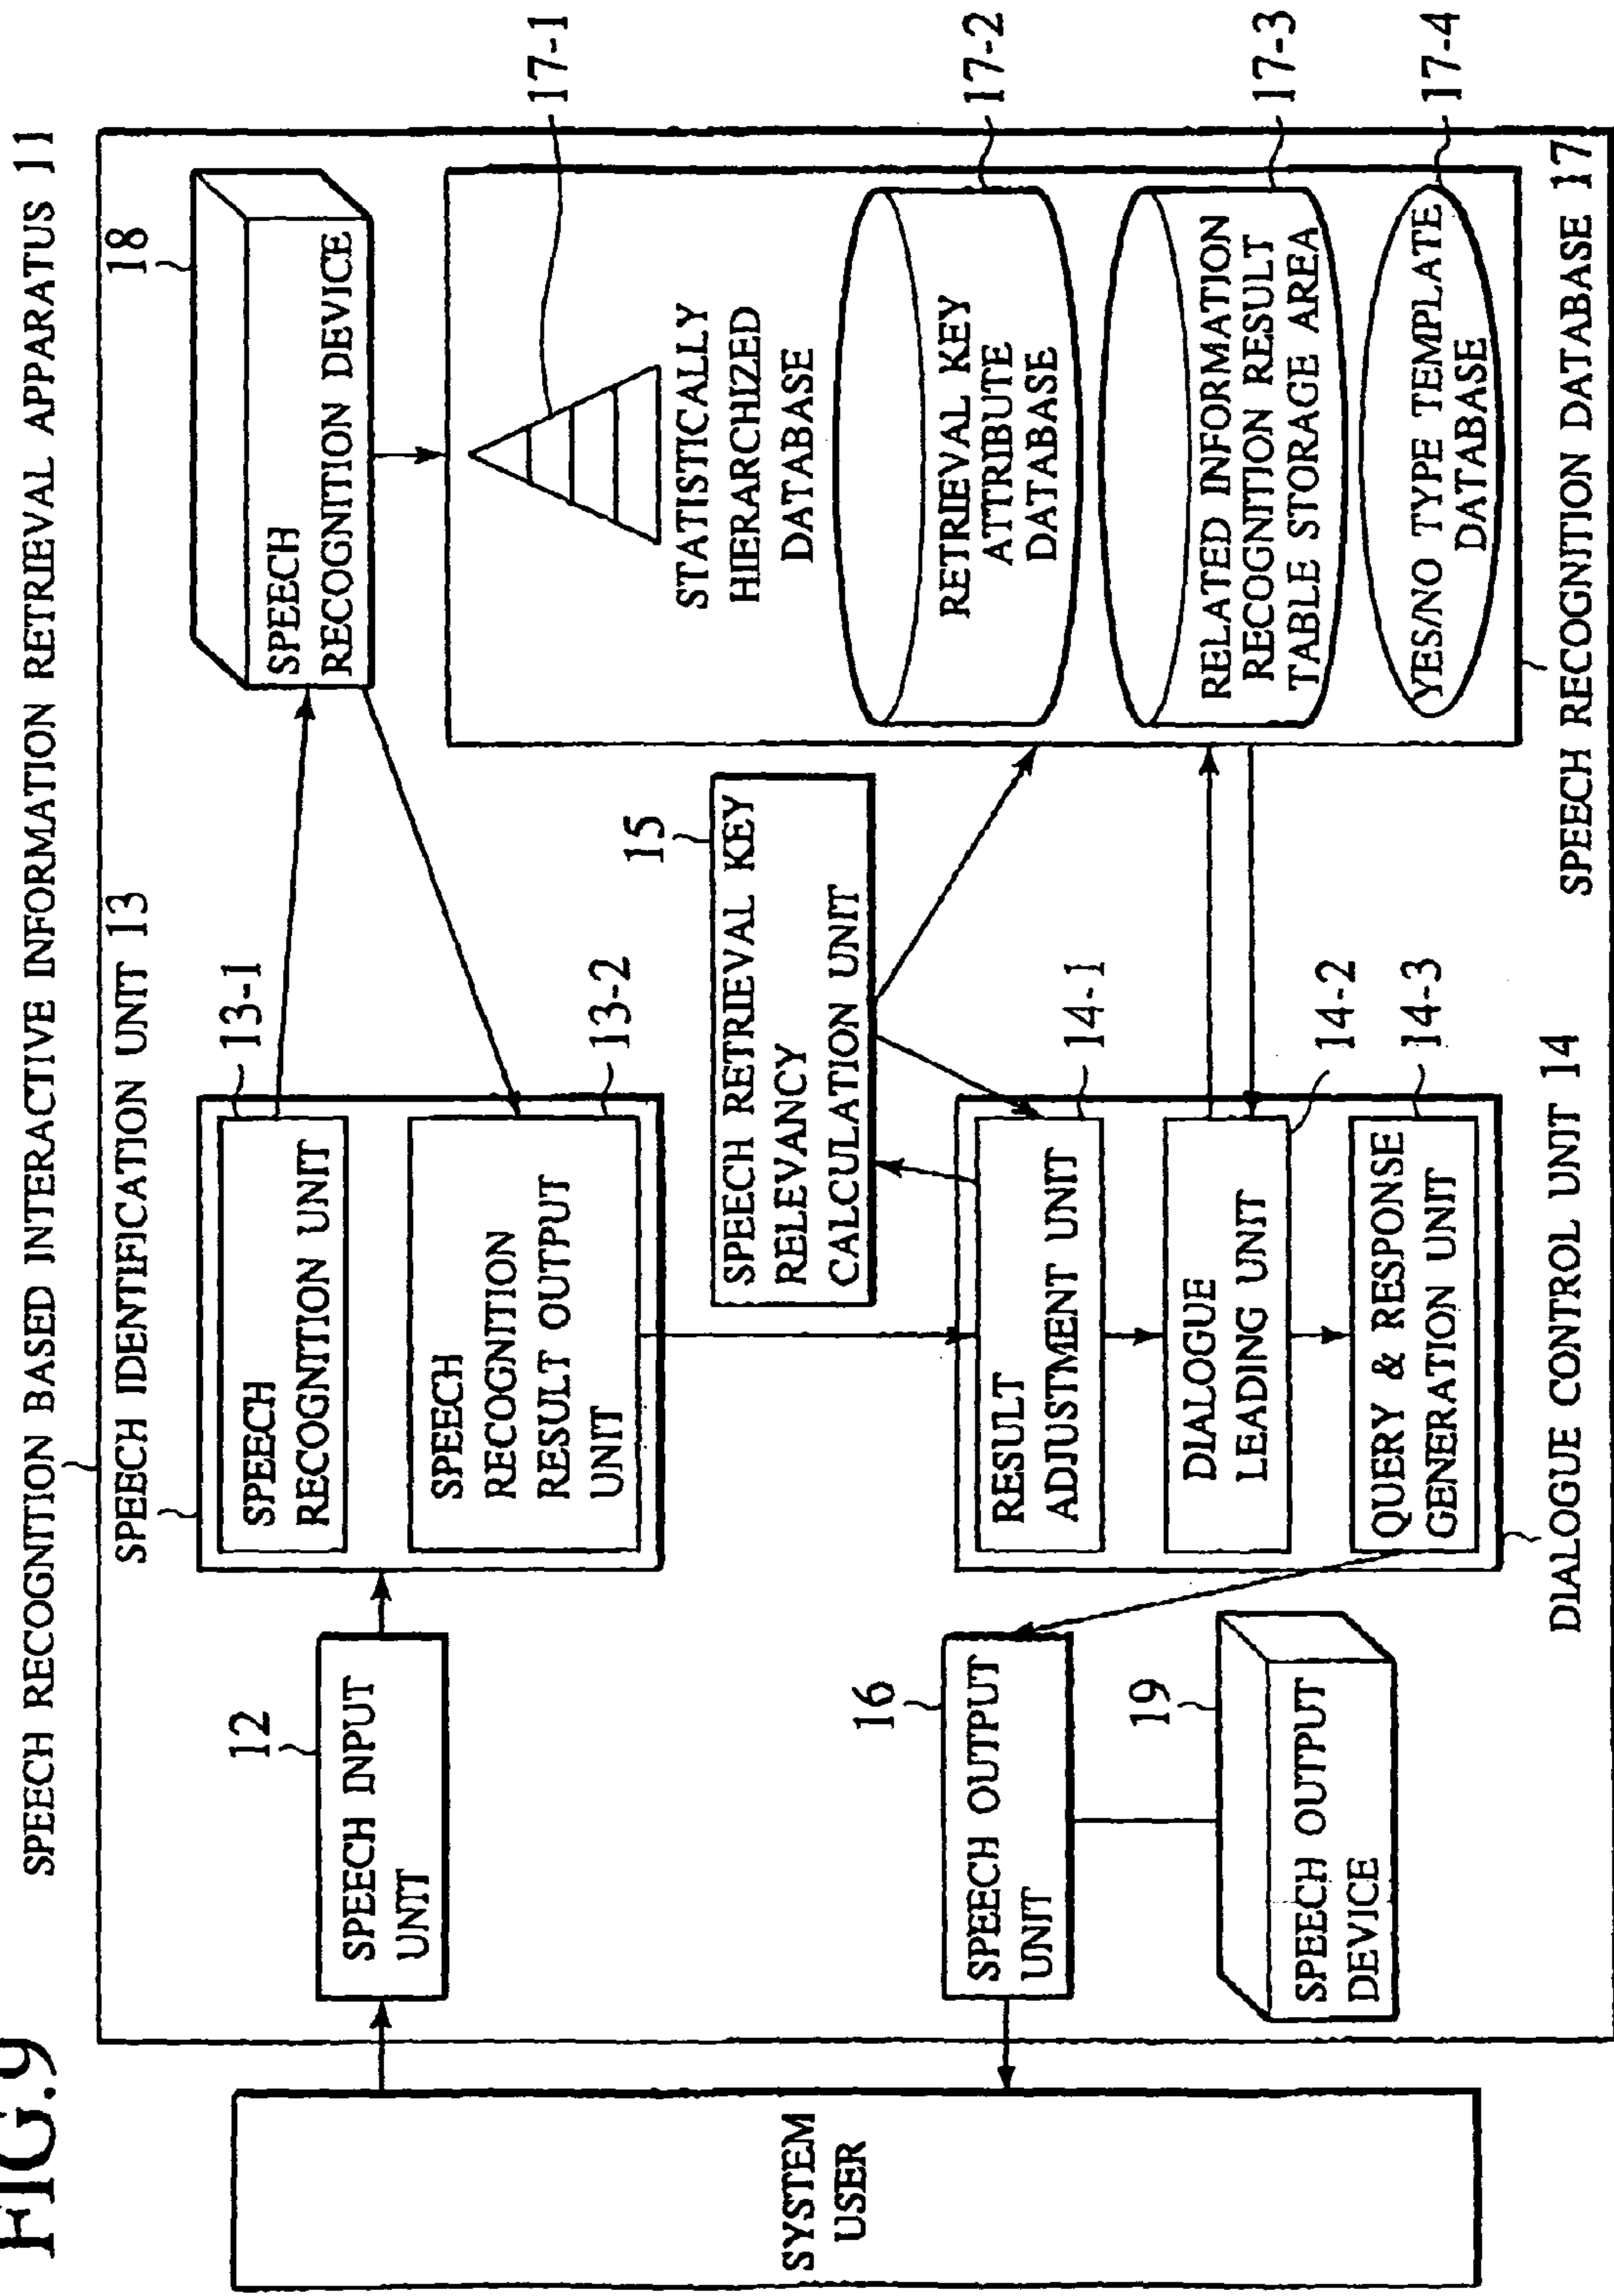 FIG.9
SPEECH RECOGNITION BASED INTERACTIVE INFORMATION RETRIEVAL APPARATUS 11
SPEECH IDENTIFICATION UNIT 13
SYSTEM
USER
12
SPEECH INPUT
UNIT
13-1
SPEECH
RECOGNITION UNIT
13-2
SPEECH
RECOGNITION
RESULT OUTPUT
UNIT
18
SPEECH
RECOGNITION DEVICE
15
SPEECH RETRIEVAL KEY
RELEVANCY
CALCULATION UNIT
17-1
STATISTICALLY
HIERARCHIZED
DATABASE
17-2
RETRIEVAL KEY
ATTRIBUTE
DATABASE
17-3
RELATED INFORMATION
RECOGNITION RESULT
TABLE STORAGE AREA
17-4
YES/NO TYPE TEMPLATE
DATABASE
SPEECH RECOGNITION DATABASE 17
16
SPEECH OUTPUT
UNIT
19
SPEECH OUTPUT
DEVICE
14-1
RESULT
ADJUSTMENT UNIT
14-2
DIALOGUE
LEADING UNIT
14-3
QUERY & RESPONSE
GENERATION UNIT
DIALOGUE CONTROL UNIT 14